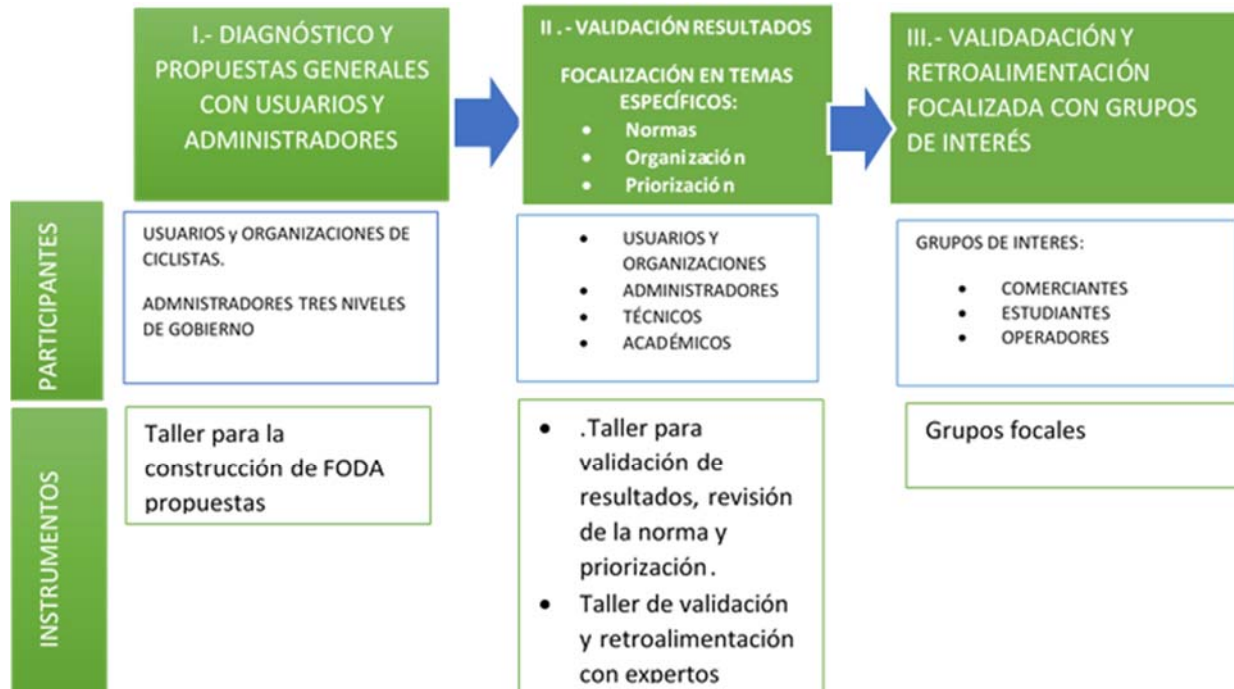 I.- DIAGNÓSTICO Y
PROPUESTAS GENERALES
CON USUARIOS Y
ADMINISTRADORES
II . - VALIDACIÓN RESULTADOS
FOCALIZACIÓN EN TEMAS
ESPECÍFICOS:
• Normas
• Organización
• Priorización
III.- VALIDADACIÓN Y
RETROALIMENTACIÓN
FOCALIZADA CON GRUPOS
DE INTERÉS
PARTICIPANTES
USUARIOS y ORGANIZACIONES DE
CICLISTAS.
ADMNISTRADORES TRES NIVELES
DE GOBIERNO
• USUARIOS Y
ORGANIZACIONES
• ADMINISTRADORES
• TÉCNICOS
• ACADÉMICOS
GRUPOS DE INTERES:
• COMERCIANTES
• ESTUDIANTES
• OPERADORES
INSTRUMENTOS
Taller para la
construcción de FODA
propuestas
• .Taller para
validación de
resultados, revisión
de la norma y
priorización.
• Taller de validación
y retroalimentación
con expertos
Grupos focales